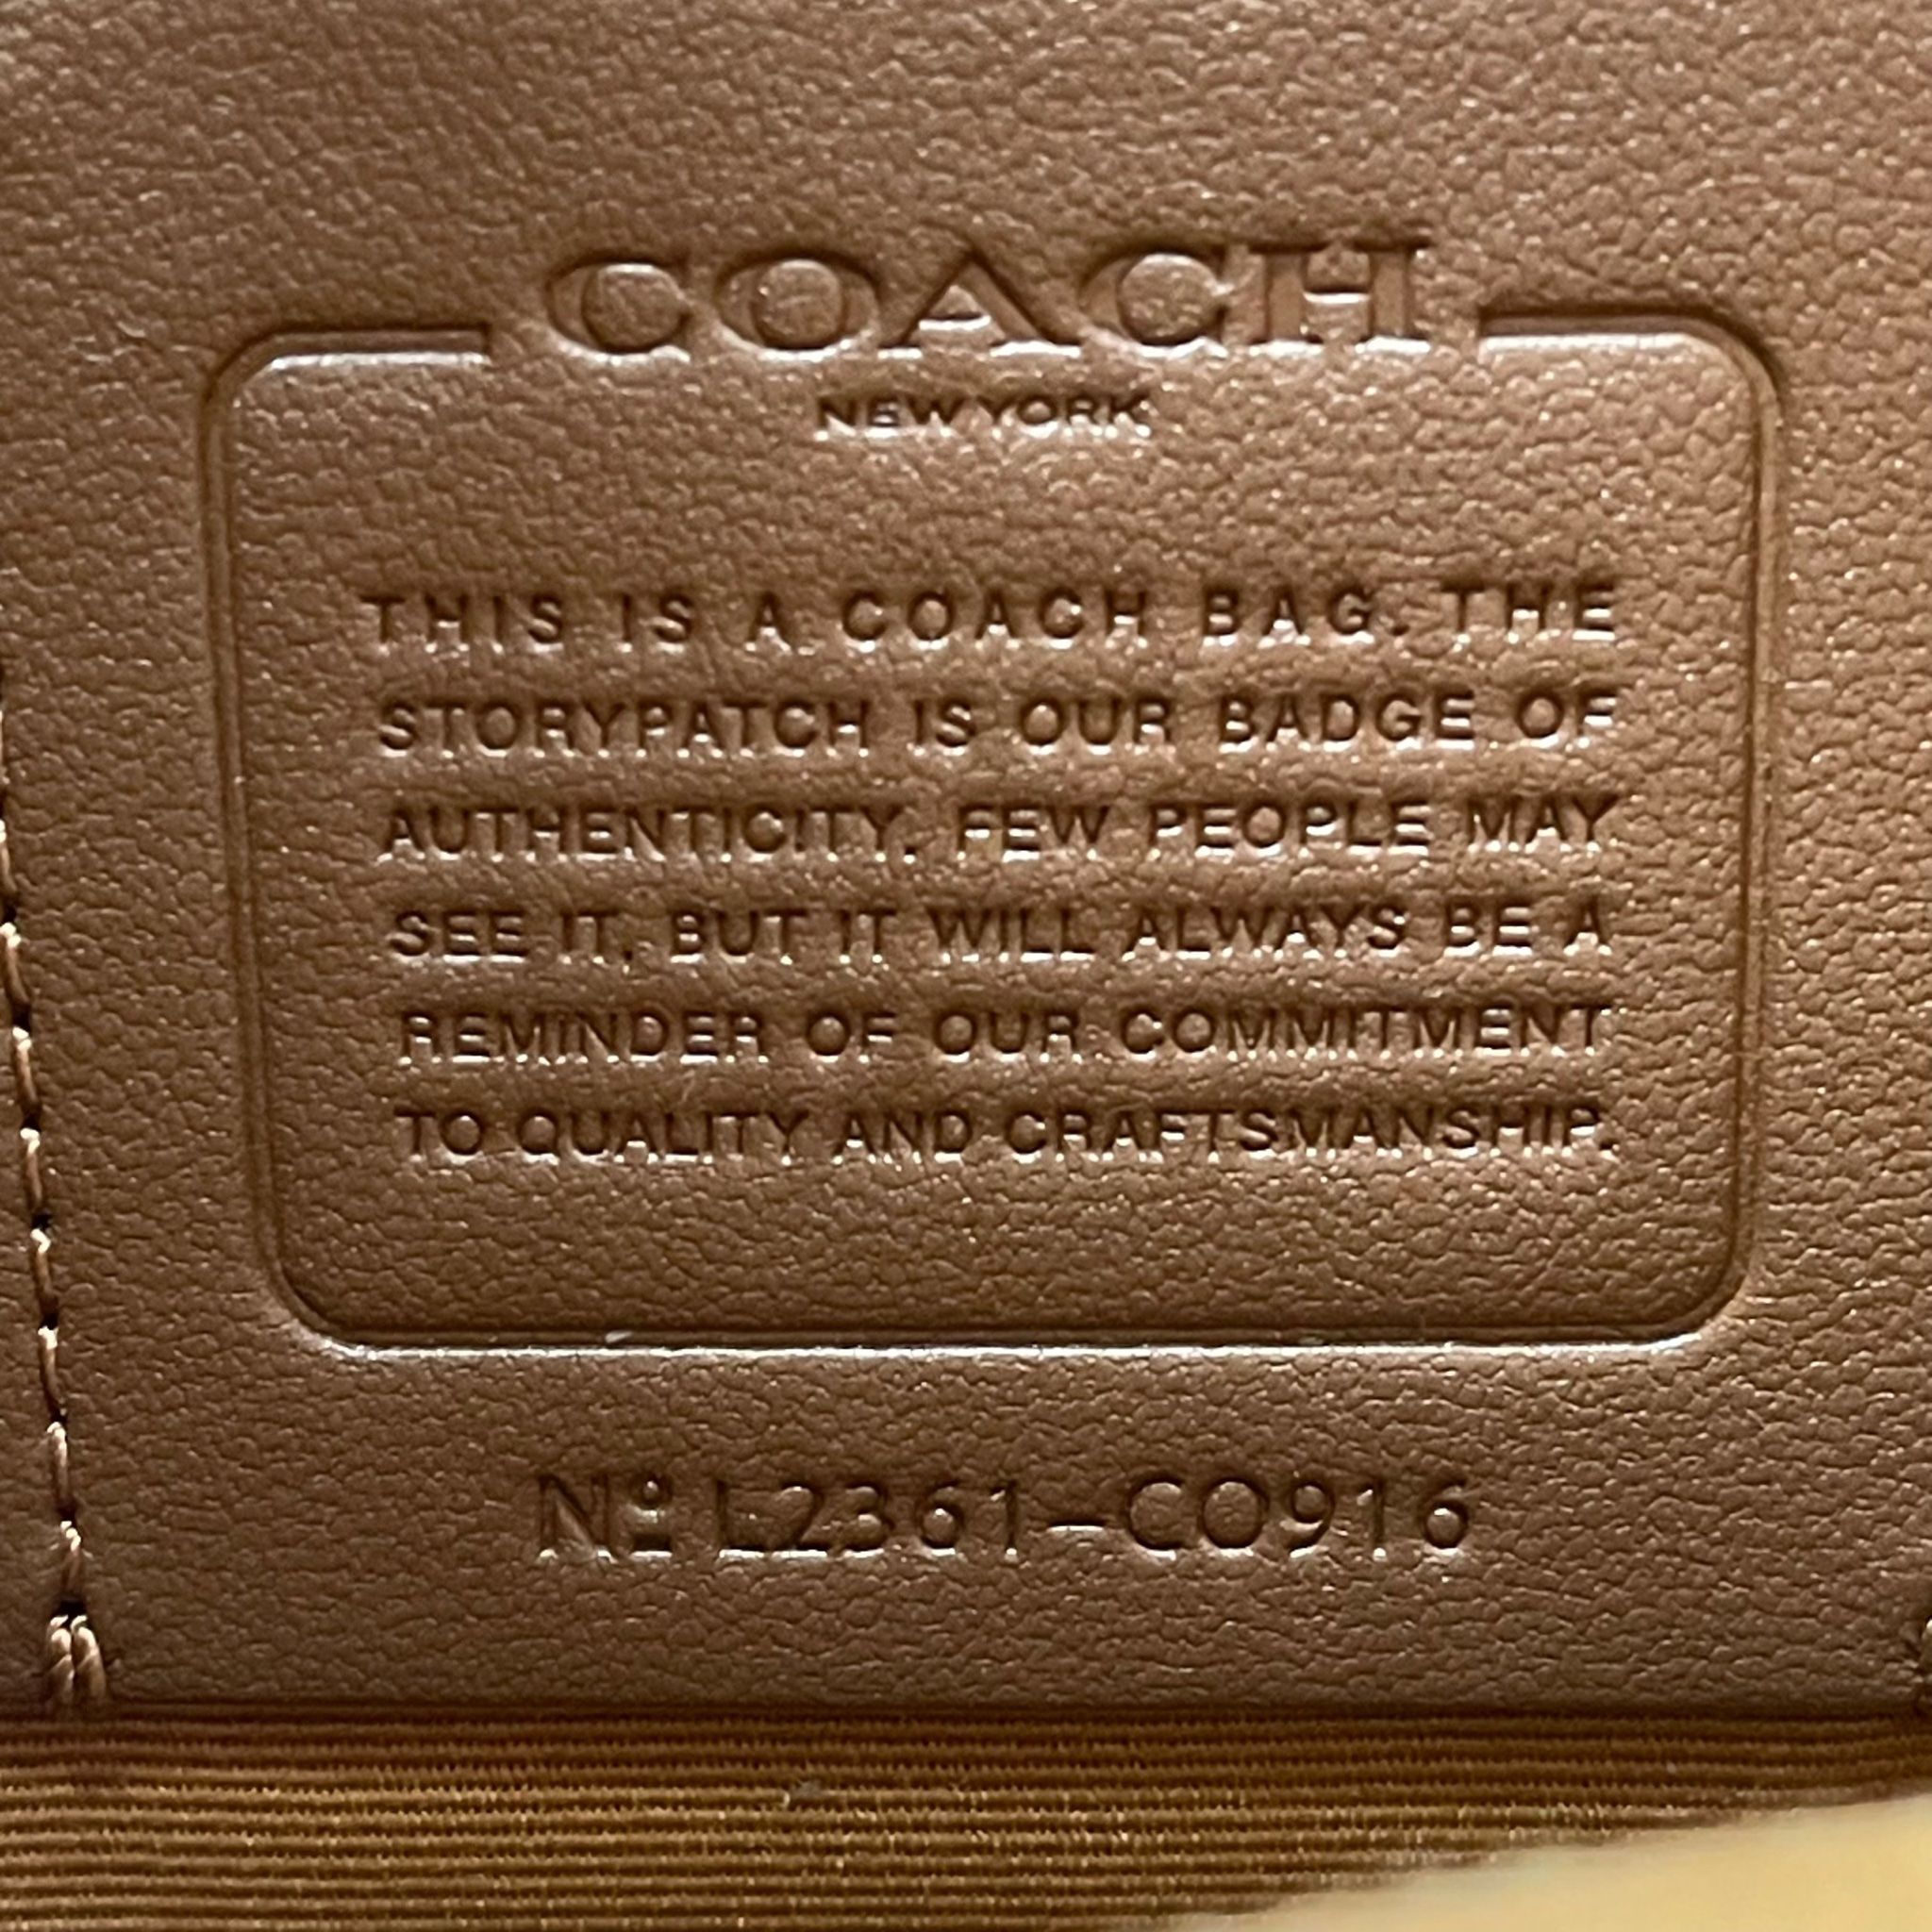 COACH
NEW YORK
THIS IS A COACH BAG. THE
STORYPATCH IS OUR BADGE OF
AUTHENTICITY. FEW PEOPLE MAY
SEE IT, BUT IT WILL ALWAYS BE A
REMINDER OF OUR COMMITMENT
TO QUALITY AND CRAFTSMANSHIP.
Nº L2361-CO916